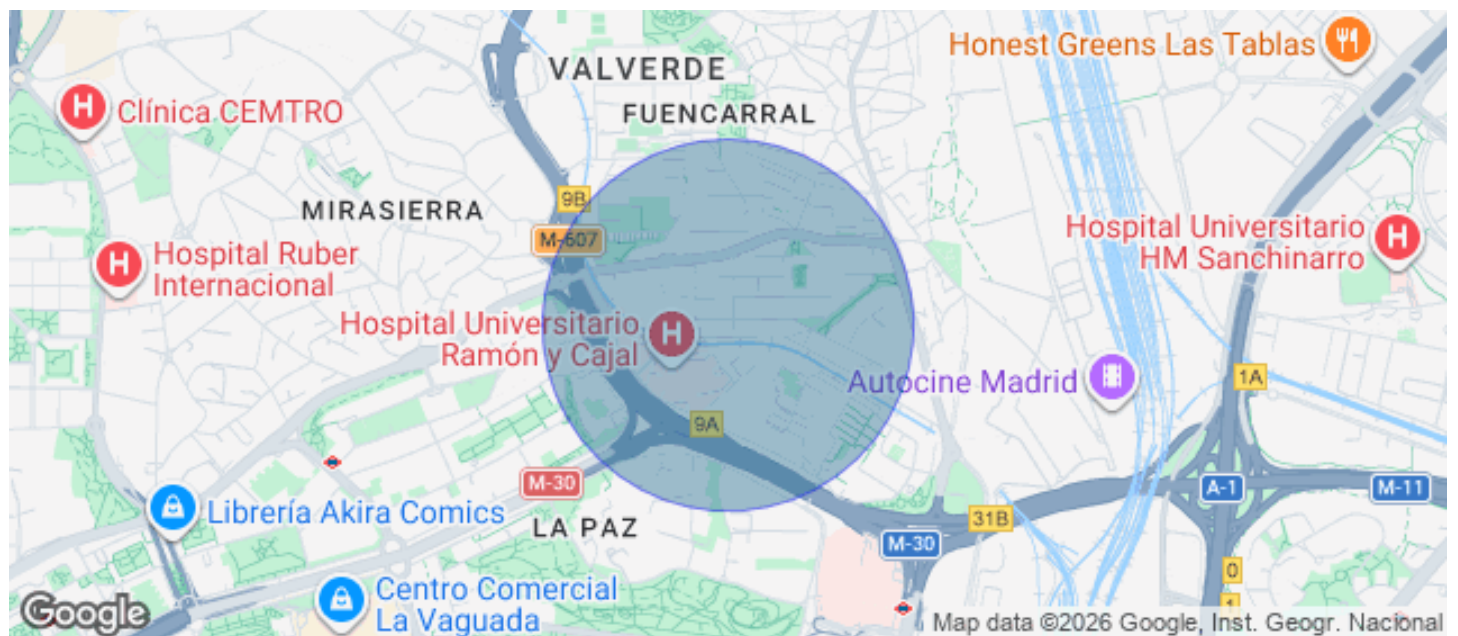 Honest Greens Las Tablas
VALVERDE
Clínica CEMTRO
FUENCARRAL
9B
MIRASIERRA
M-607
Hospital Universitario
HM Sanchinarro
Hospital Ruber
Internacional
Hospital Universitario
Ramón y Cajal
Autocine Madrid
1A
9A
M-30
A-1
M-11
Librería Akira Comics
31B
LA PAZ
M-30
0
1
Centro Comercial
La Vaguada
Google
Map data ©2026 Google, Inst. Geogr. Nacional